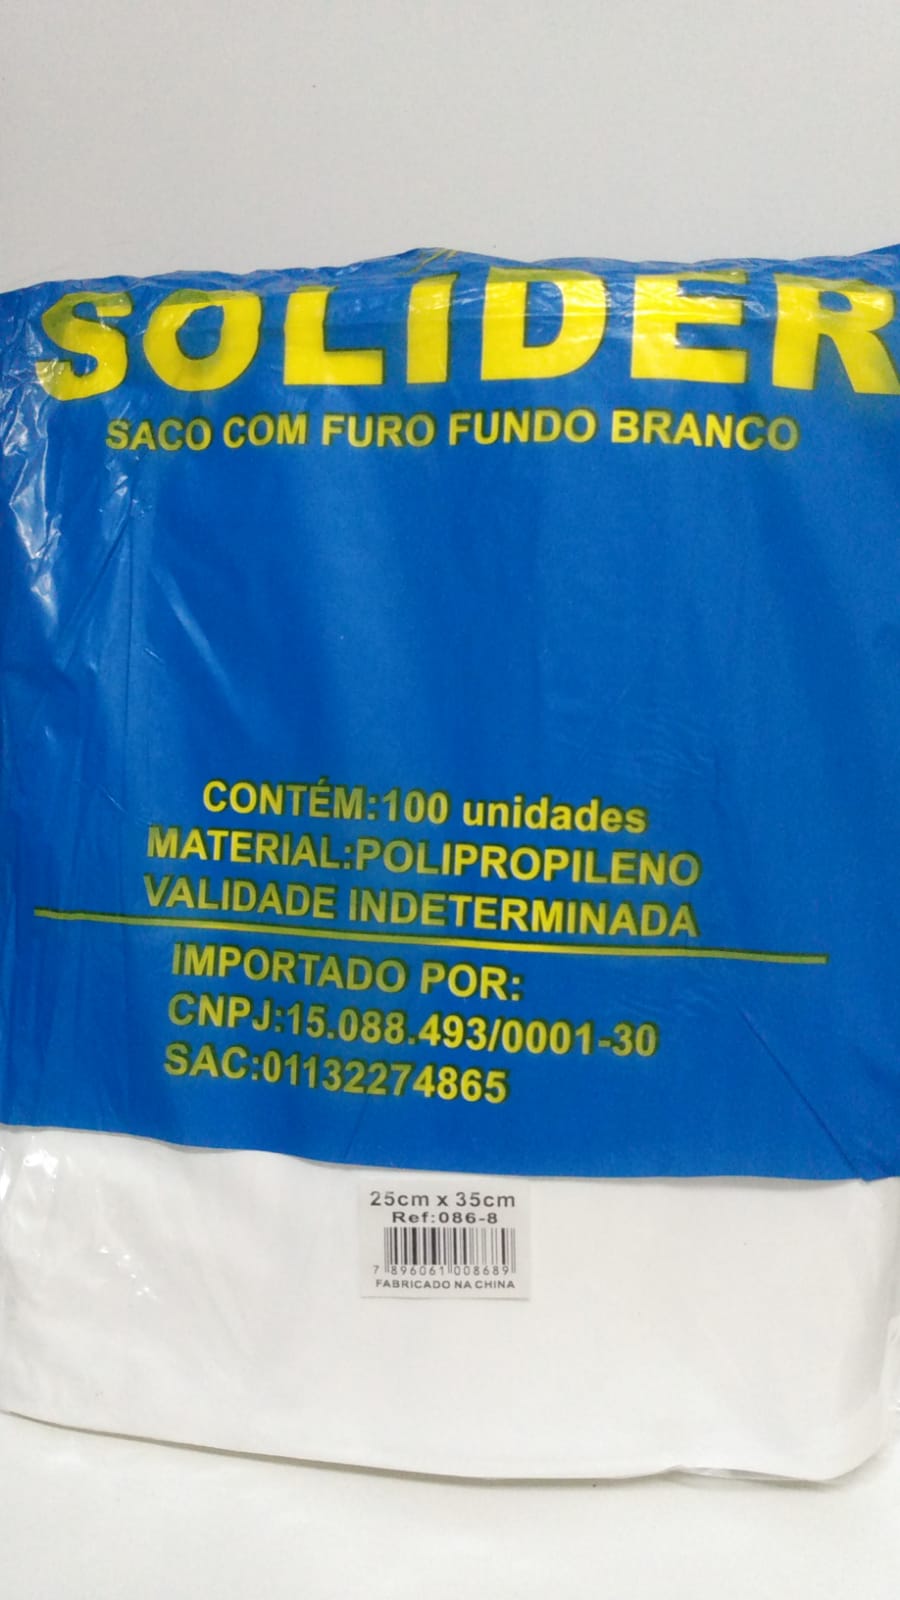 SOLIDER
SACO COM FURO FUNDO BRANCO
CONTÉM:100 unidades
MATERIAL:POLIPROPILENO
VALIDADE INDETERMINADA
IMPORTADO POR:
CNPJ:15.088.493/0001-30
SAC:01132274865
25cm x 35cm
Ref:086-8
7 896061 008689
FABRICADO NA CHINA